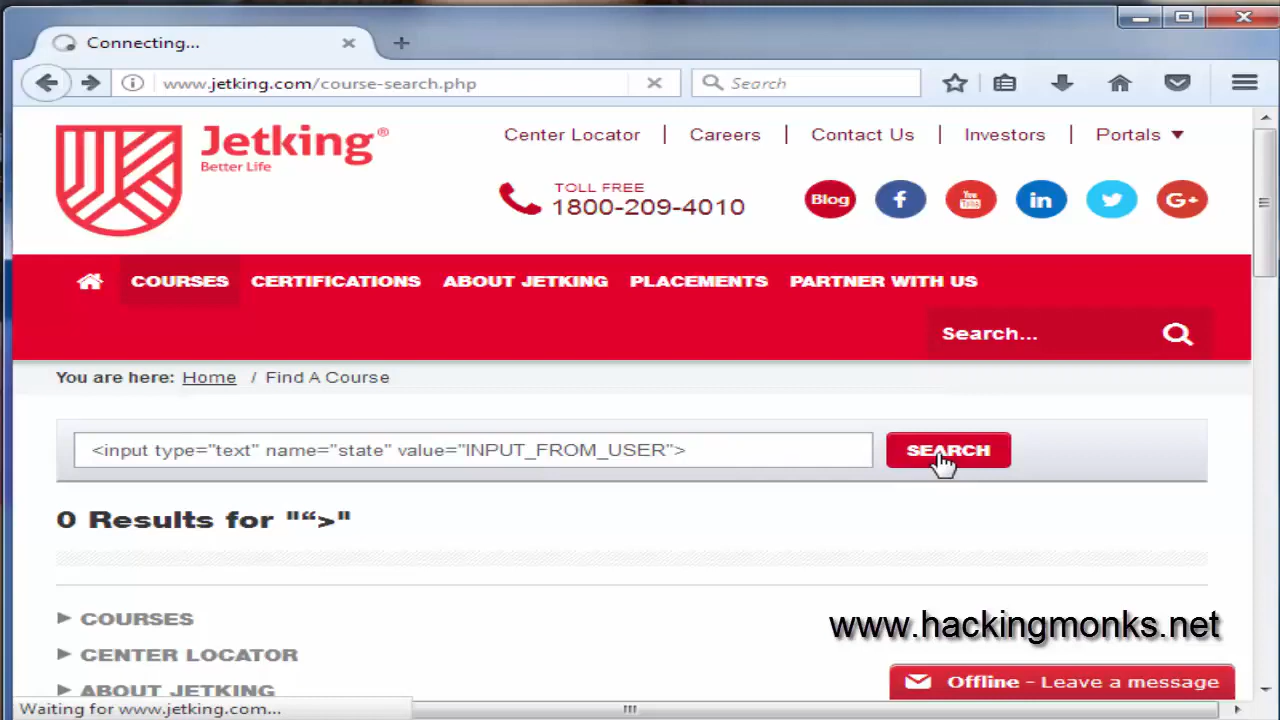 Connecting...
www.jetking.com/course-search.php
Search
Jetking®
Better Life
Center Locator | Careers | Contact Us | Investors | Portals
TOLL FREE
1800-209-4010
Blog
You
Tube
in
G+
COURSES CERTIFICATIONS ABOUT JETKING PLACEMENTS PARTNER WITH US
Search...
You are here: Home / Find A Course
<input type="text" name="state" value="INPUT_FROM_USER">
SEARCH
0 Results for "“>"
COURSES
CENTER LOCATOR
ABOUT JETKING
www.hackingmonks.net
Offline - Leave a message
Waiting for www.jetking.com...